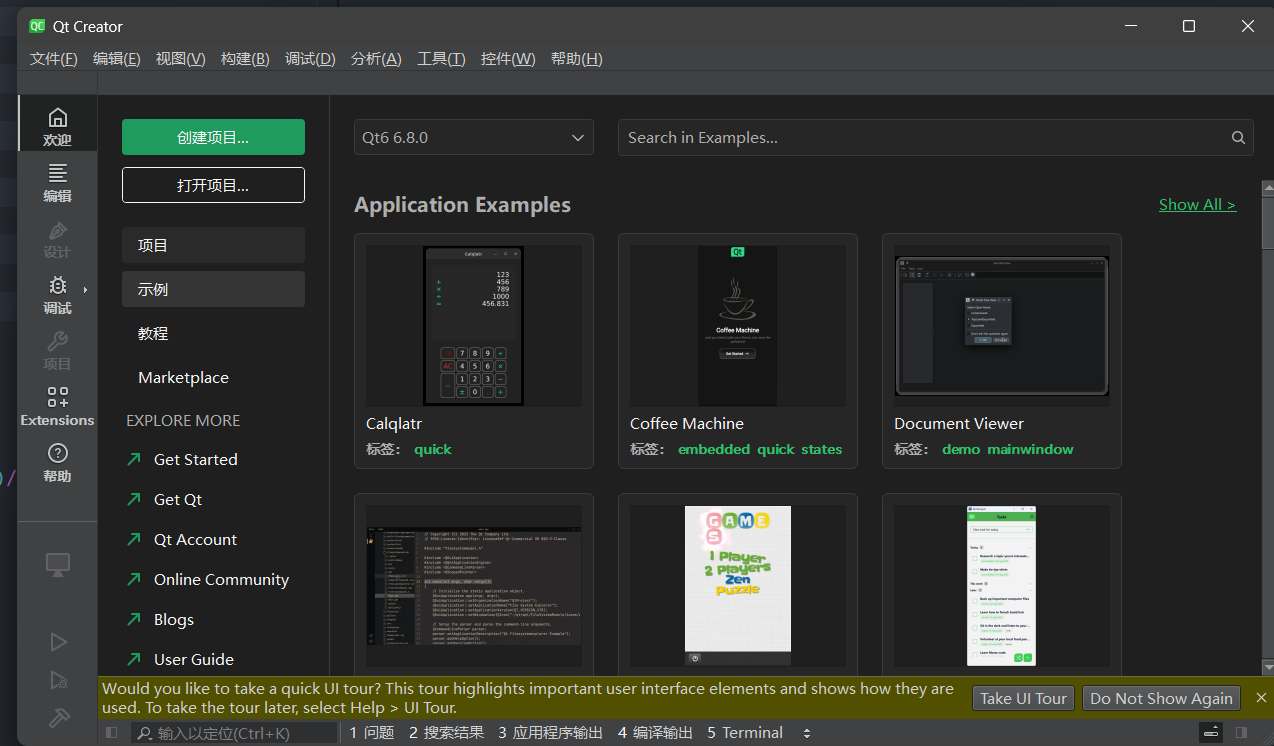 QC Qt Creator
文件(F) 编辑(E) 视图(V) 构建(B) 调试(D) 分析(A) 工具(T) 控件(W) 帮助(H)
欢迎
编辑
设计
调试
项目
Extensions
帮助
创建项目...
打开项目...
项目
示例
教程
Marketplace
EXPLORE MORE
Get Started
Get Qt
Qt Account
Online Community
Blogs
User Guide
Qt6 6.8.0
Search in Examples...
Application Examples
Show All >
Calqlatr
123
+ 456
× 789
÷ 1000
= 456.831
7 8 9 ÷
AC 4 5 6 ×
1 2 3 −
± 0 . +
Calqlatr
标签： quick
Qt
Coffee Machine
Get Started
Coffee Machine
标签： embedded quick states
Document Viewer
标签： demo mainwindow
GAMES
1 Player
2 Players
Zen
Puzzle
Tasks
Would you like to take a quick UI tour? This tour highlights important user interface elements and shows how they are
used. To take the tour later, select Help > UI Tour.
Take UI Tour
Do Not Show Again
输入以定位(Ctrl+K)
1 问题 2 搜索结果 3 应用程序输出 4 编译输出 5 Terminal